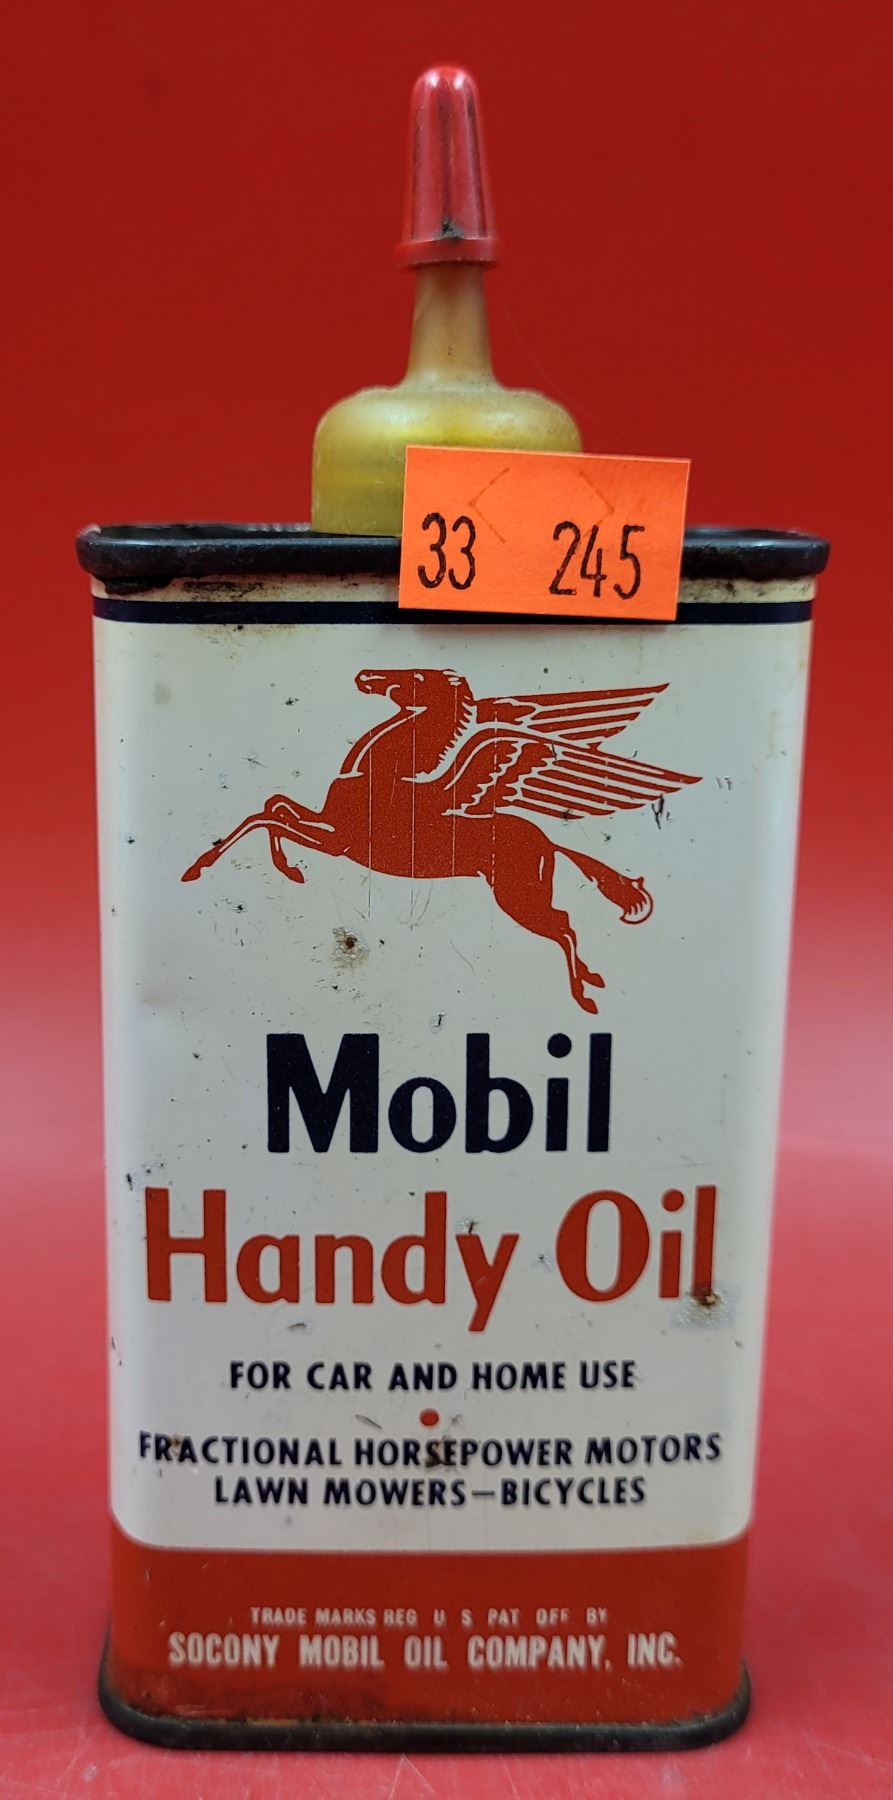 33 245
Mobil
Handy Oil
FOR CAR AND HOME USE
FRACTIONAL HORSEPOWER MOTORS
LAWN MOWERS—BICYCLES
TRADE MARKS REG U S PAT OFF BY
SOCONY MOBIL OIL COMPANY, INC.